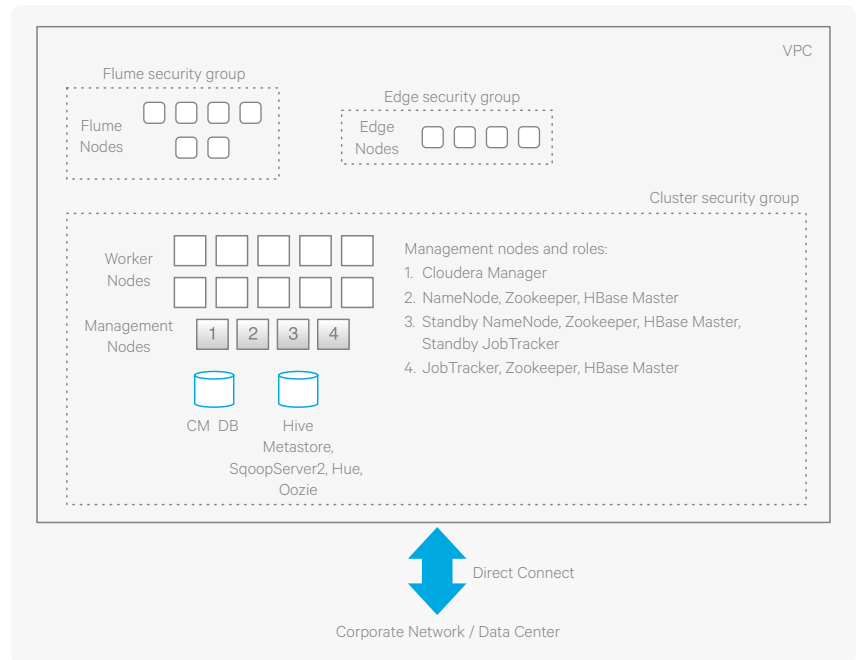 VPC
Flume security group
Flume
Nodes
Edge security group
Edge
Nodes
Cluster security group
Worker
Nodes
Management
Nodes
1 2 3 4
CM DB
Hive
Metastore,
SqoopServer2, Hue,
Oozie
Management nodes and roles:
1. Cloudera Manager
2. NameNode, Zookeeper, HBase Master
3. Standby NameNode, Zookeeper, HBase Master,
Standby JobTracker
4. JobTracker, Zookeeper, HBase Master
Direct Connect
Corporate Network / Data Center